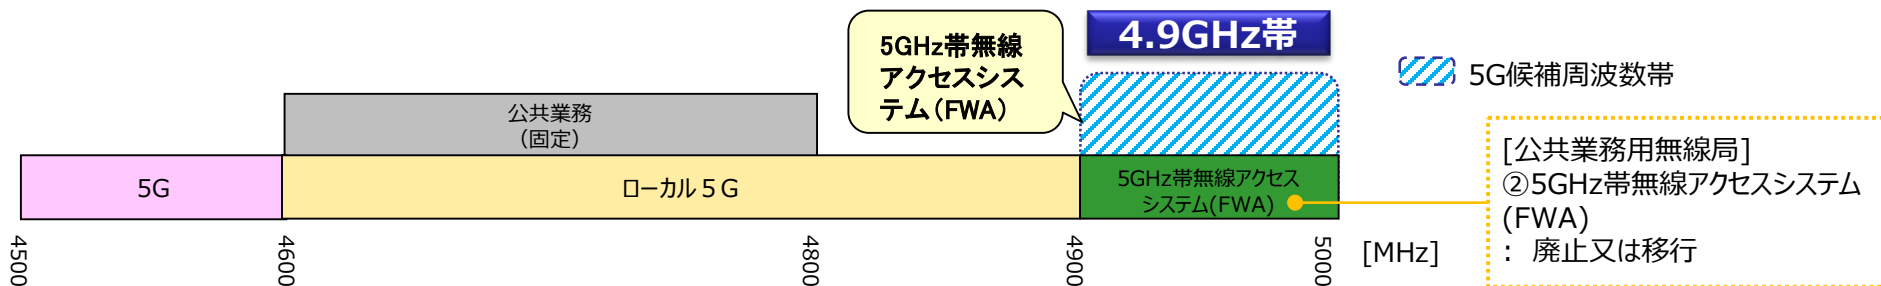 5GHz帯無線
アクセスシス
テム(FWA)
4.9GHz帯
5G候補周波数帯
公共業務
(固定)
5G
ローカル5G
5GHz帯無線アクセス
システム(FWA)
[公共業務用無線局]
②5GHz帯無線アクセスシステム
(FWA)
: 廃止又は移行
4500
4600
4800
4900
5000
[MHz]